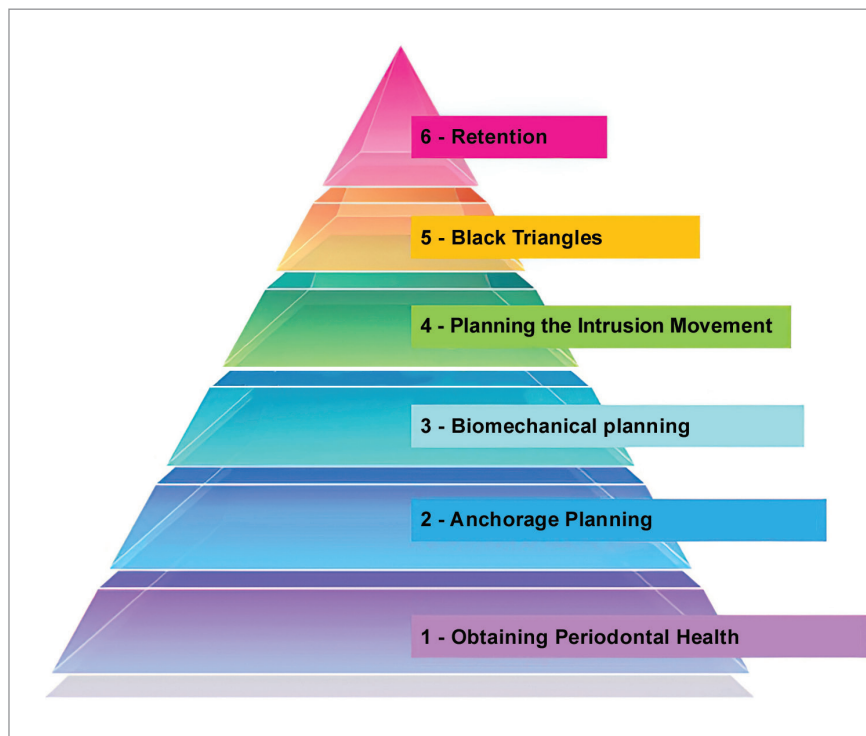 6 - Retention
5 - Black Triangles
4 - Planning the Intrusion Movement
3 - Biomechanical planning
2 - Anchorage Planning
1 - Obtaining Periodontal Health